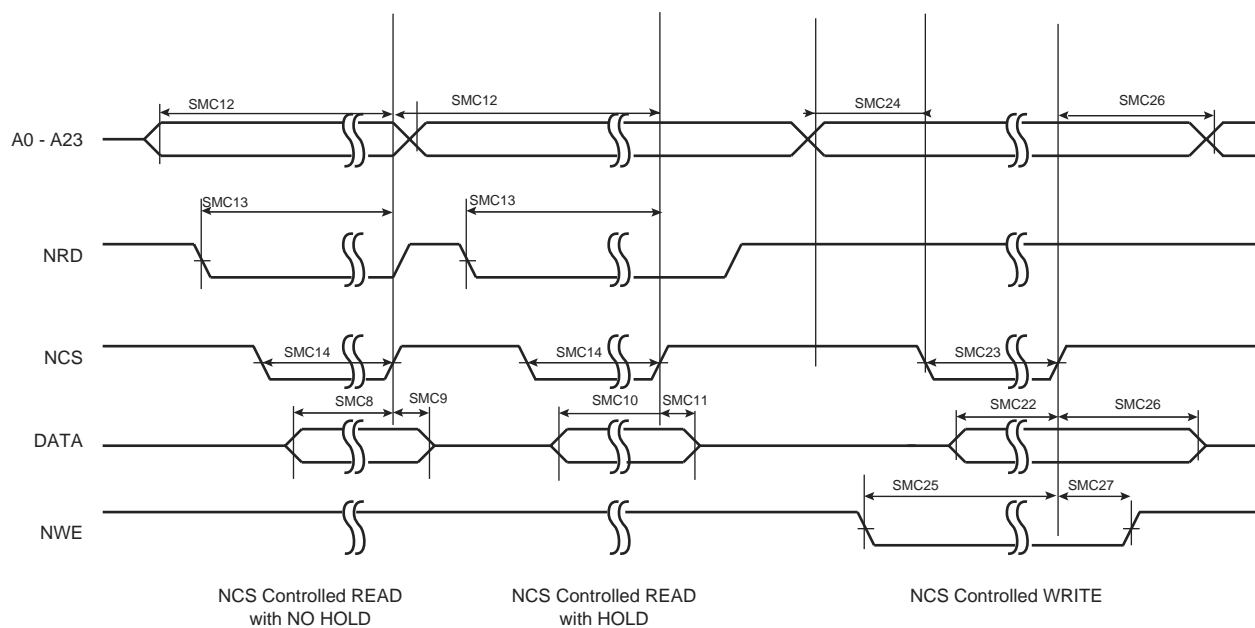 SMC12
SMC12
SMC24
SMC26
A0 - A23
SMC13
SMC13
NRD
SMC14
SMC14
SMC23
NCS
SMC8
SMC9
SMC10
SMC11
SMC22
SMC26
DATA
SMC25
SMC27
NWE
NCS Controlled READ
with NO HOLD
NCS Controlled READ
with HOLD
NCS Controlled WRITE